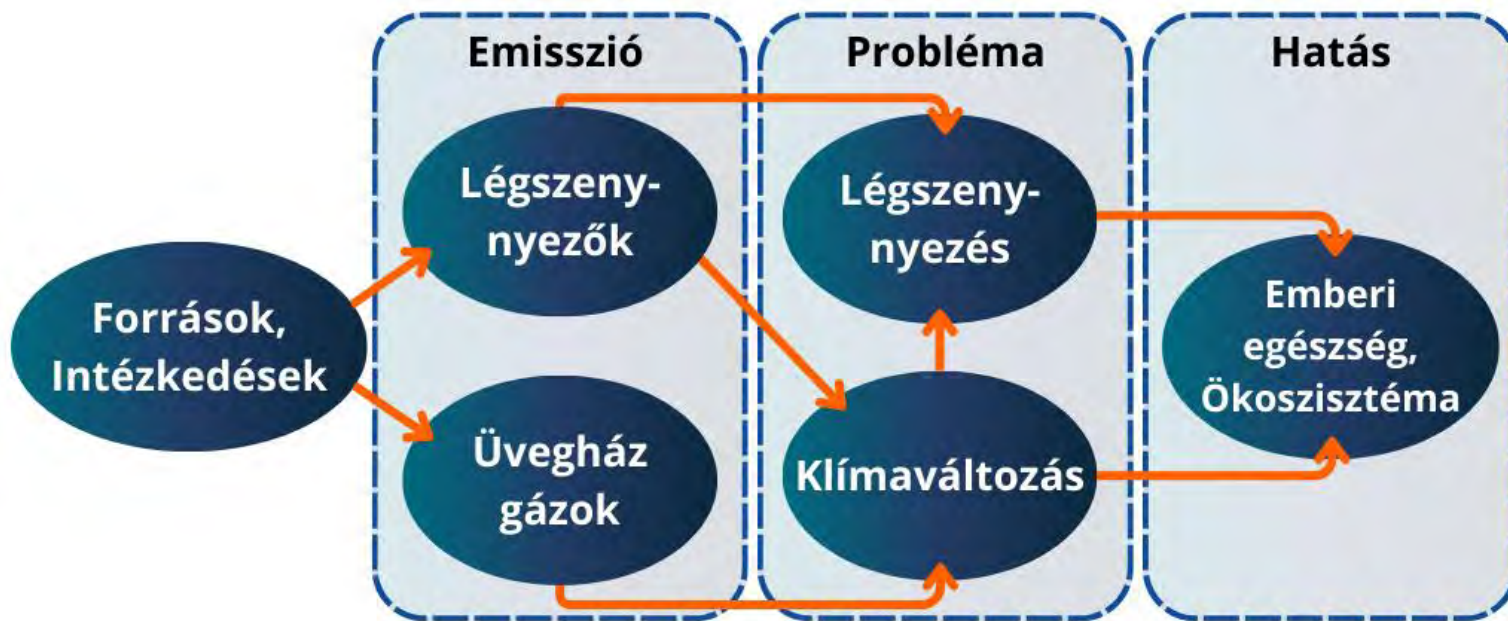 Emisszió
Probléma
Hatás
Légszeny-
nyezők
Légszeny-
nyezés
Források,
Intézkedések
Emberi
egészség,
Ökoszisztéma
Üvegház
gázok
Klímaváltozás